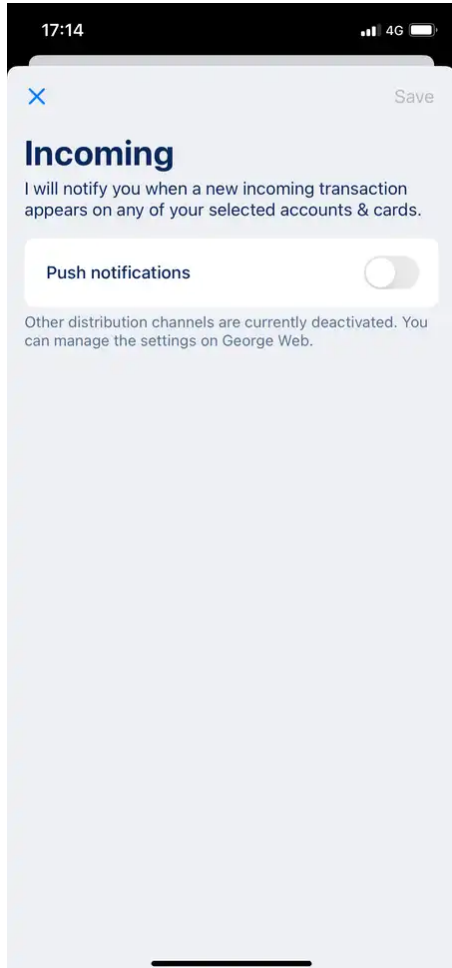 17:14
4G
Save
Incoming
I will notify you when a new incoming transaction
appears on any of your selected accounts & cards.
Push notifications
Other distribution channels are currently deactivated. You
can manage the settings on George Web.